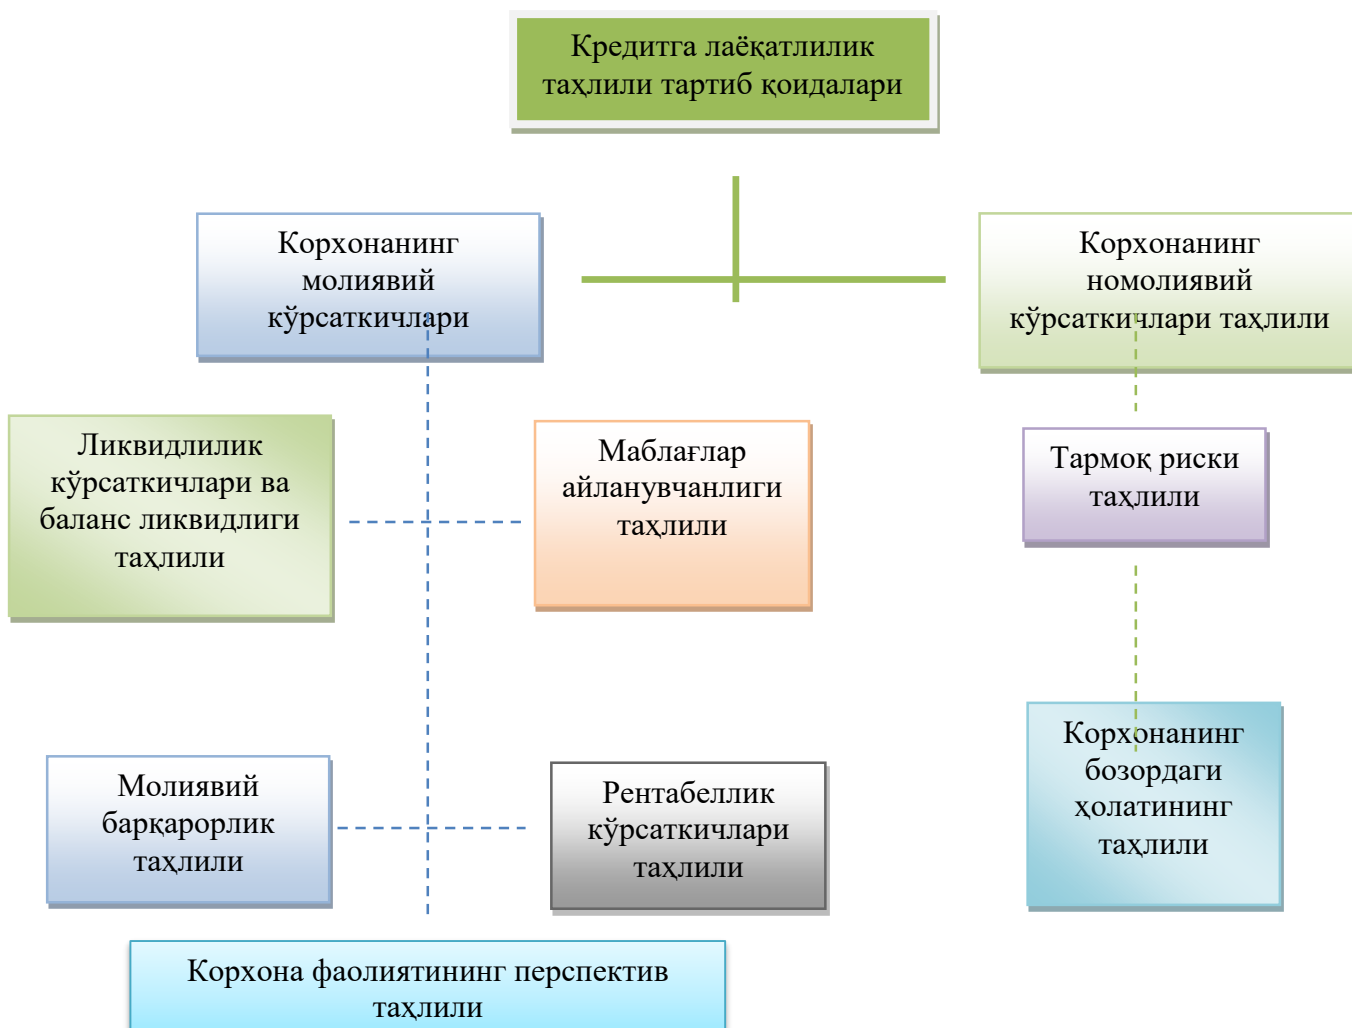 Кредитга лаёқатлилик
таҳлили тартиб қоидалари
Корхонанинг
молиявий
кўрсаткичлари
Корхонанинг
номолиявий
кўрсаткичлари таҳлили
Ликвидлилик
кўрсаткичлари ва
баланс ликвидлиги
таҳлили
Маблағлар
айланувчанлиги
таҳлили
Тармоқ риски
таҳлили
Молиявий
барқарорлик
таҳлили
Рентабеллик
кўрсаткичлари
таҳлили
Корхонанинг
бозордаги
ҳолатининг
таҳлили
Корхона фаолиятининг перспектив
таҳлили